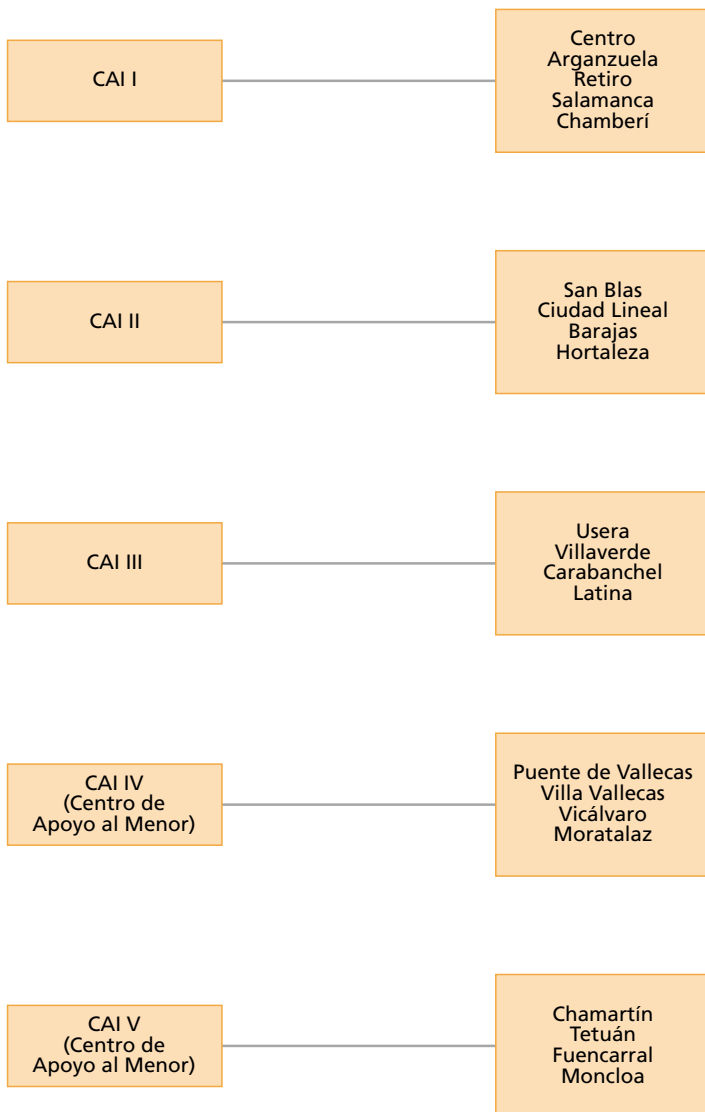 CAI I
Centro
Arganzuela
Retiro
Salamanca
Chamberí
CAI II
San Blas
Ciudad Lineal
Barajas
Hortaleza
CAI III
Usera
Villaverde
Carabanchel
Latina
CAI IV
(Centro de
Apoyo al Menor)
Puente de Vallecas
Villa Vallecas
Vicálvaro
Moratalaz
CAI V
(Centro de
Apoyo al Menor)
Chamartín
Tetuán
Fuencarral
Moncloa